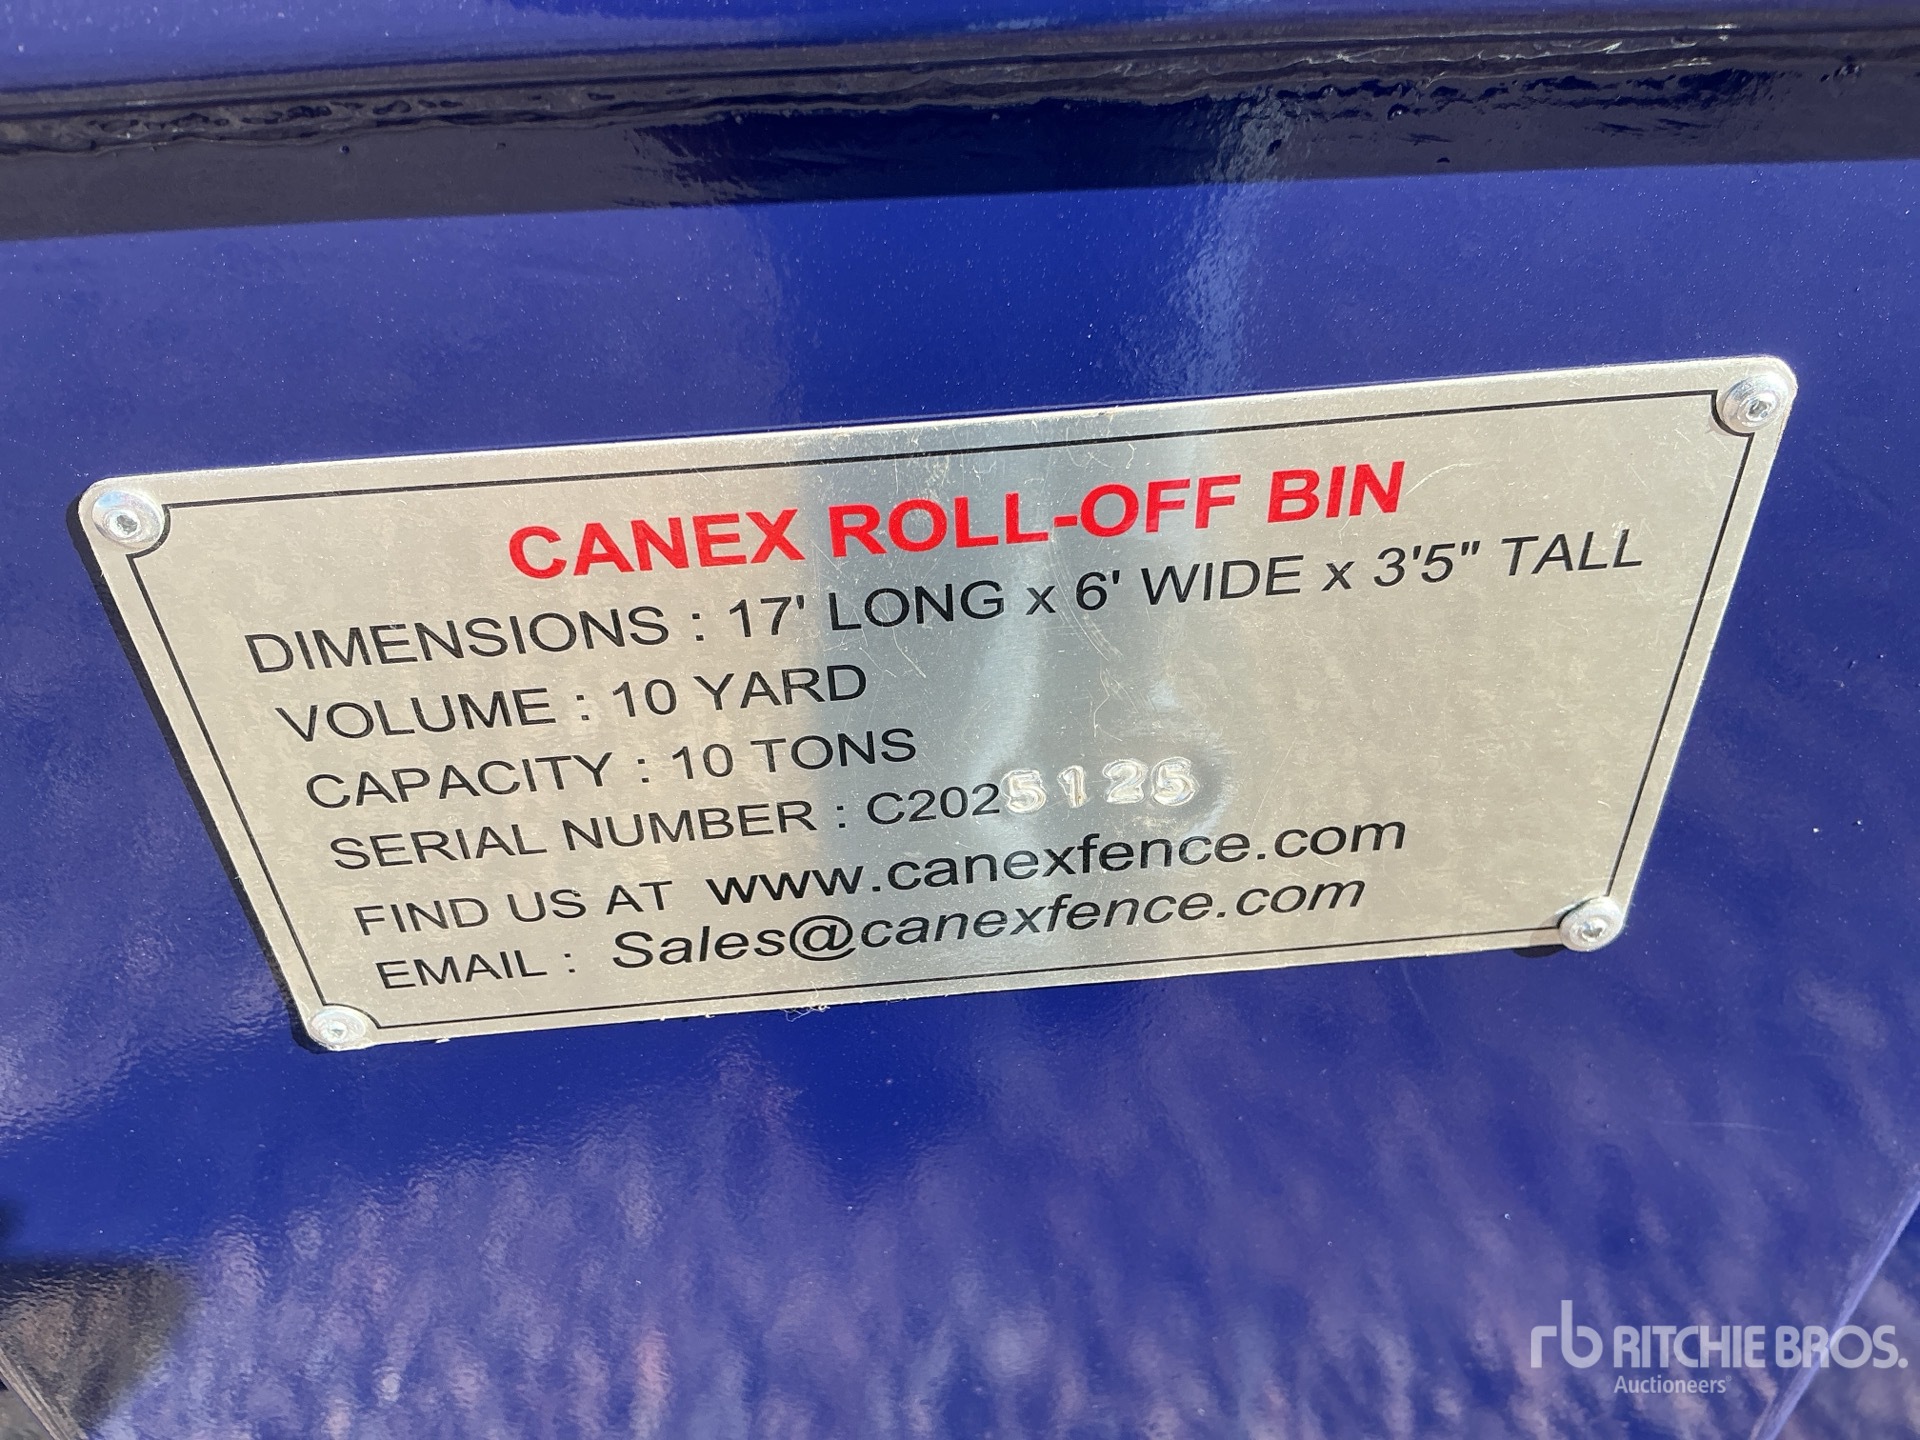 CANEX ROLL-OFF BIN
DIMENSIONS : 17' LONG x 6' WIDE x 3'5" TALL
VOLUME : 10 YARD
CAPACITY : 10 TONS
SERIAL NUMBER : C2025125
FIND US AT www.canexfence.com
EMAIL : Sales@canexfence.com
rb RITCHIE BROS.
Auctioneers